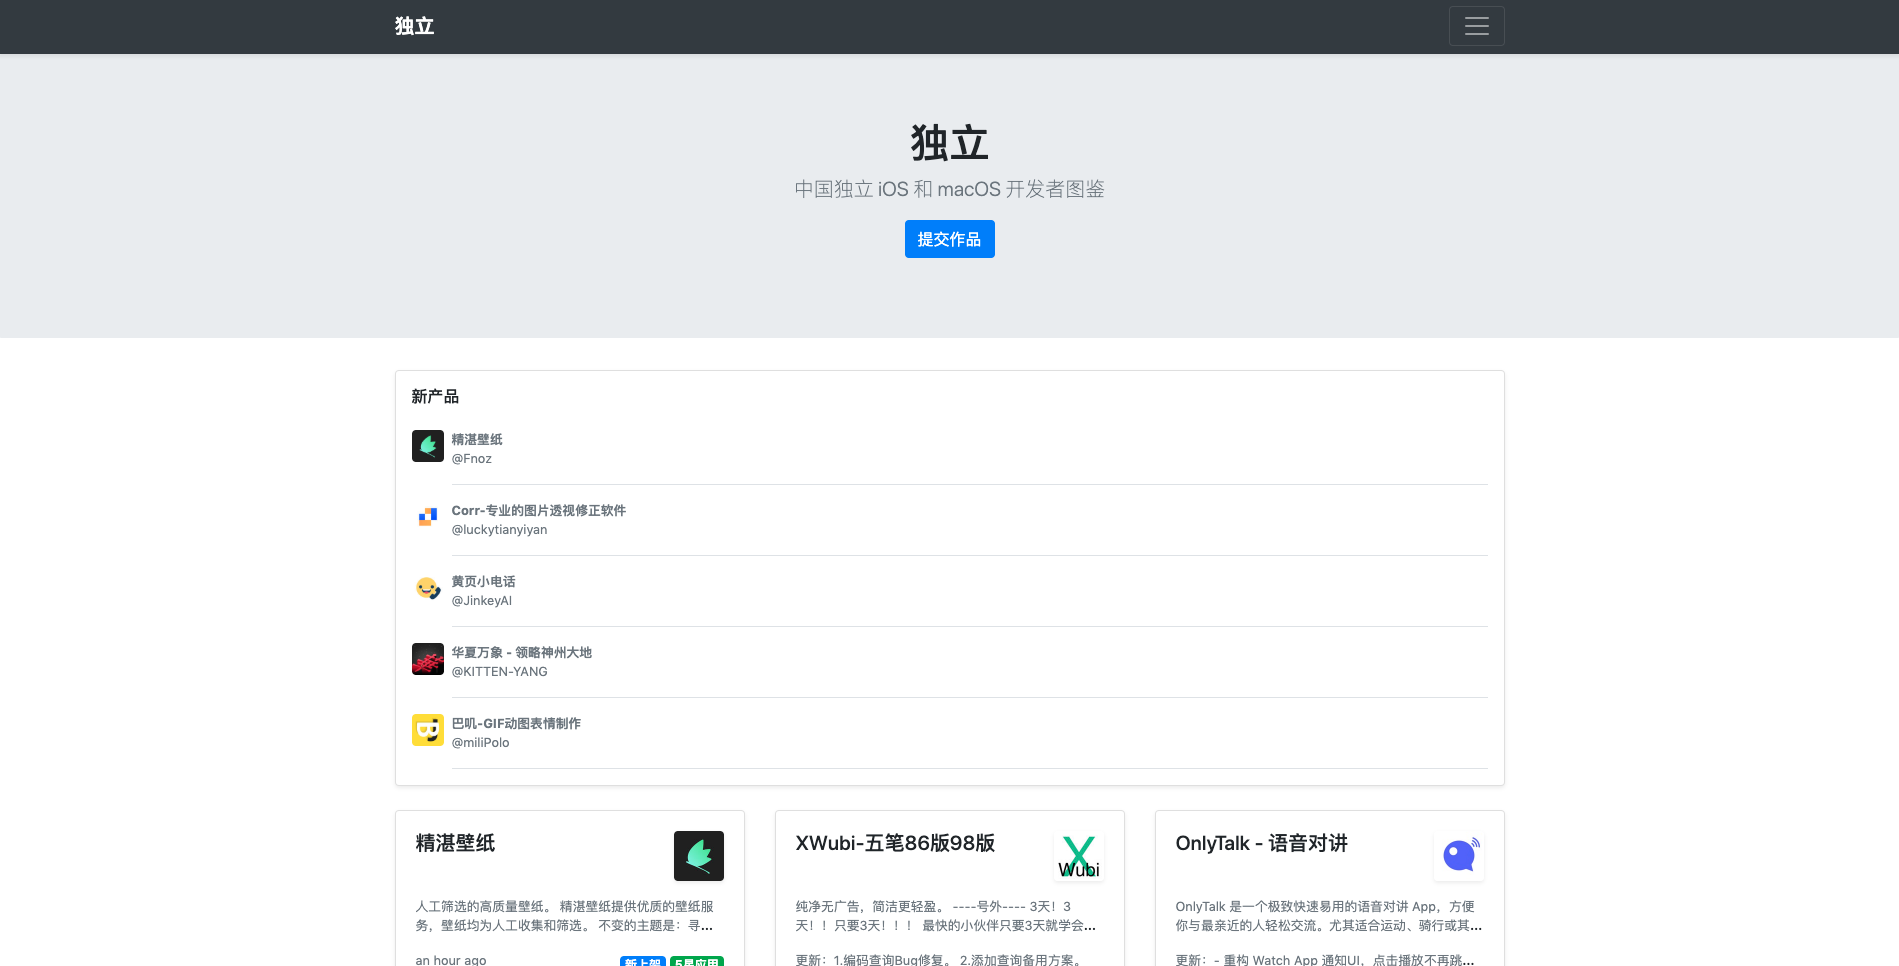 独立
独立
中国独立 iOS 和 macOS 开发者图鉴
提交作品
新产品
精湛壁纸
@Fnoz
Corr-专业的图片透视修正软件
@luckytianyiyan
黄页小电话
@JinkeyAI
华夏万象 - 领略神州大地
@KITTEN-YANG
巴叽-GIF动图表情制作
@miliPolo
精湛壁纸
人工筛选的高质量壁纸。 精湛壁纸提供优质的壁纸服
务，壁纸均为人工收集和筛选。 不变的主题是：寻...
an hour ago
新上架 5星应用
XWubi-五笔86版98版
Wubi
纯净无广告，简洁更轻盈。 ----号外---- 3天！3
天！！只要3天！！！ 最快的小伙伴只要3天就学会...
更新：1.编码查询Bug修复。 2.添加查询备用方案。
OnlyTalk - 语音对讲
OnlyTalk 是一个极致快速易用的语音对讲 App，方便
你与最亲近的人轻松交流。尤其适合运动、骑行或其...
更新：- 重构 Watch App 通知UI，点击播放不再跳...